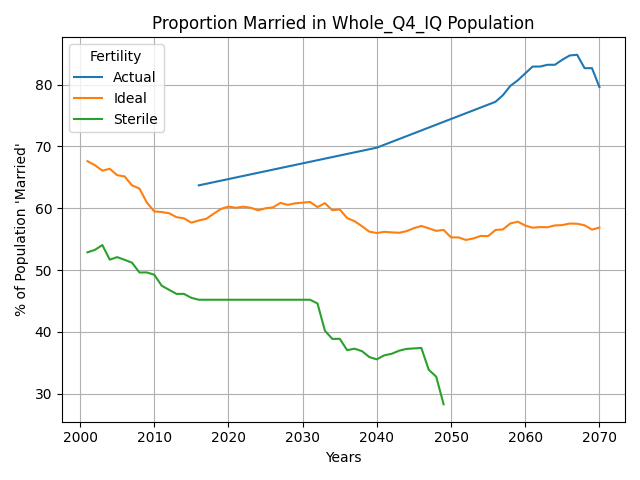 Proportion Married in Whole_Q4_IQ Population
Fertility
Actual
Ideal
Sterile
% of Population 'Married'
80
70
60
50
40
30
2000 2010 2020 2030 2040 2050 2060 2070
Years